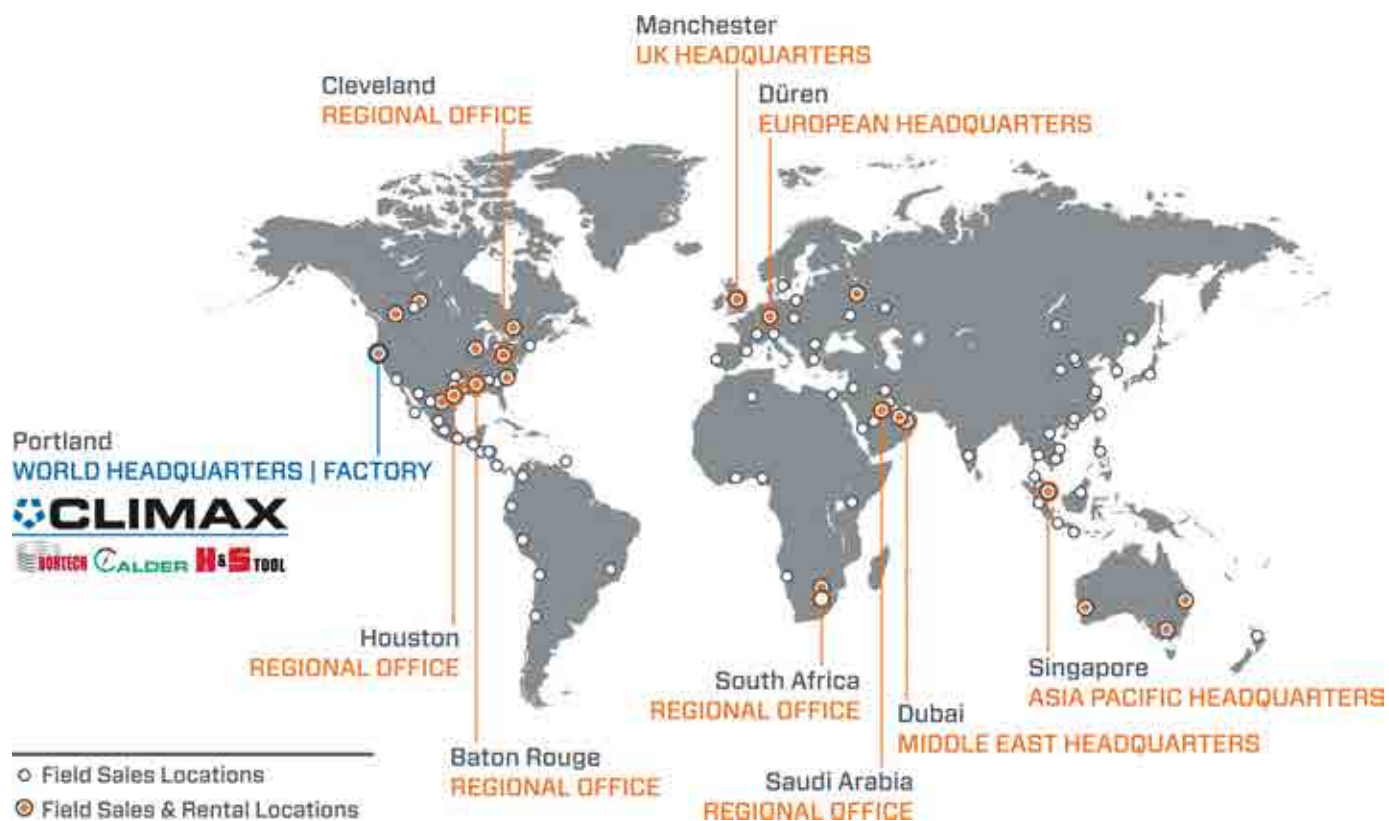 Manchester
UK HEADQUARTERS
Cleveland
REGIONAL OFFICE
Düren
EUROPEAN HEADQUARTERS
Portland
WORLD HEADQUARTERS | FACTORY
CLIMAX
BORTECH CALDER H&S TOOL
Houston
REGIONAL OFFICE
South Africa
REGIONAL OFFICE
Singapore
ASIA PACIFIC HEADQUARTERS
Dubai
MIDDLE EAST HEADQUARTERS
Baton Rouge
REGIONAL OFFICE
Saudi Arabia
REGIONAL OFFICE
Field Sales Locations
Field Sales & Rental Locations